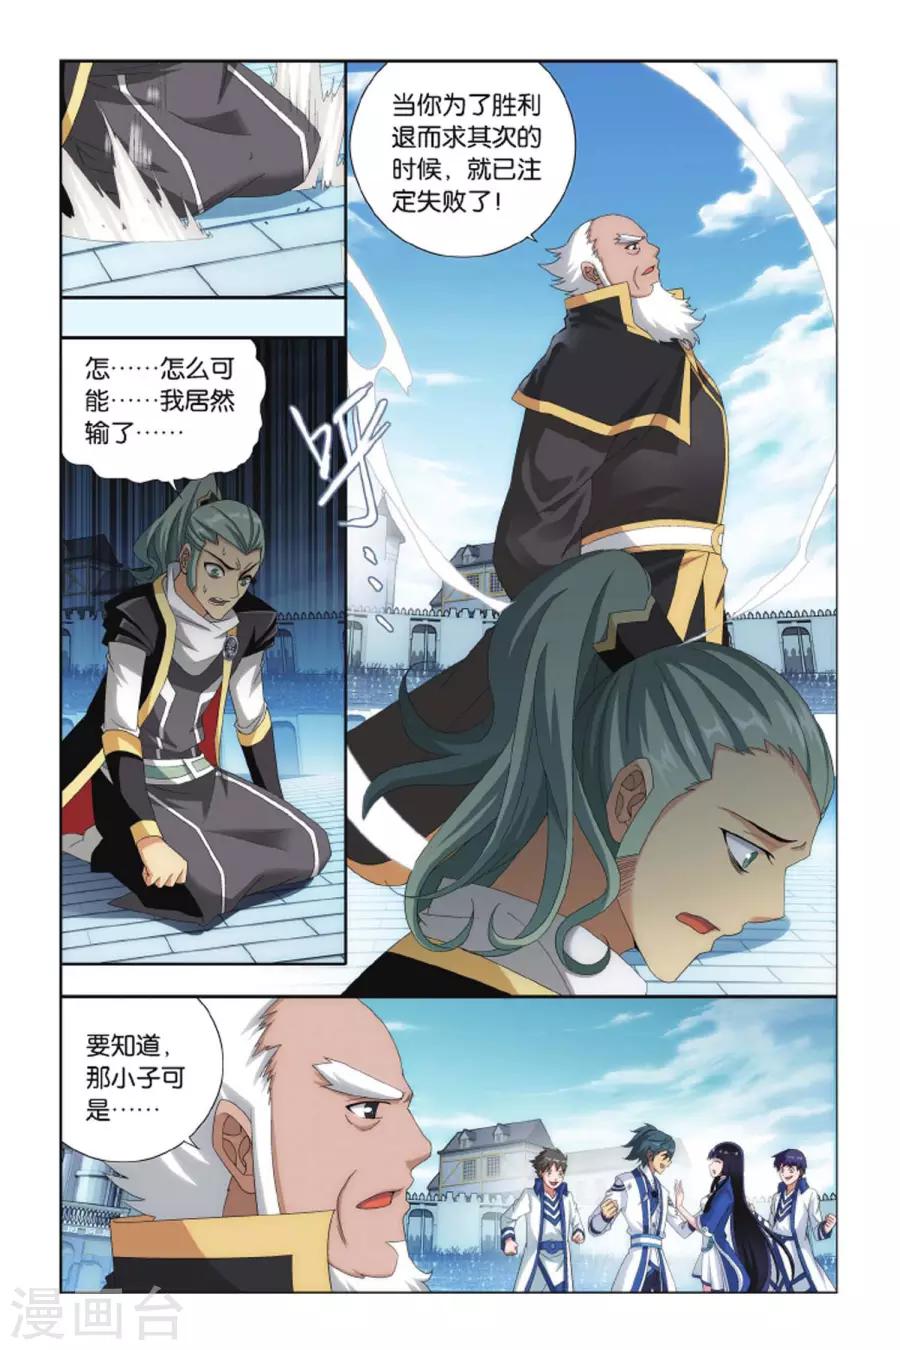 当你为了胜利
退而求其次的
时候，就已注
定失败了！
怎……怎么可
能……我居然
输了……
呼……
要知道，
那小子可
是……
漫画台